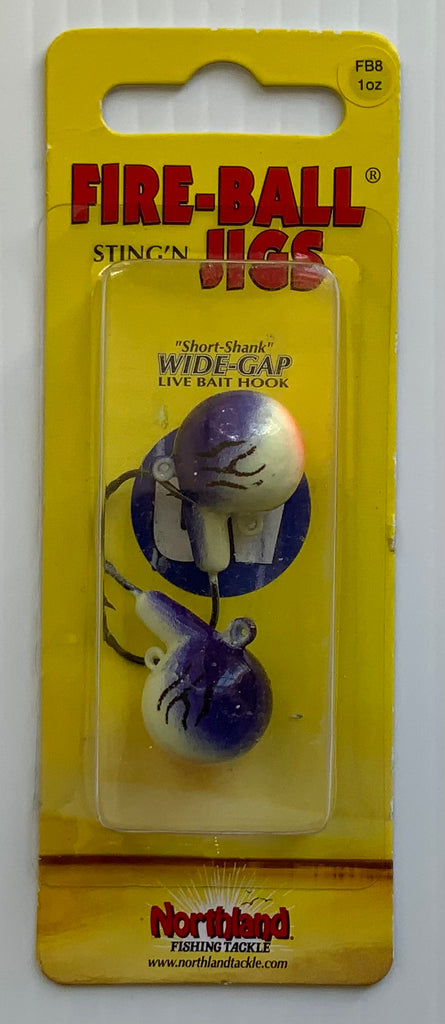 FB8
1oz
FIRE-BALL®
STING'N JIGS
"Short-Shank"
WIDE-GAP
LIVE BAIT HOOK
Northland
FISHING TACKLE
www.northlandtackle.com